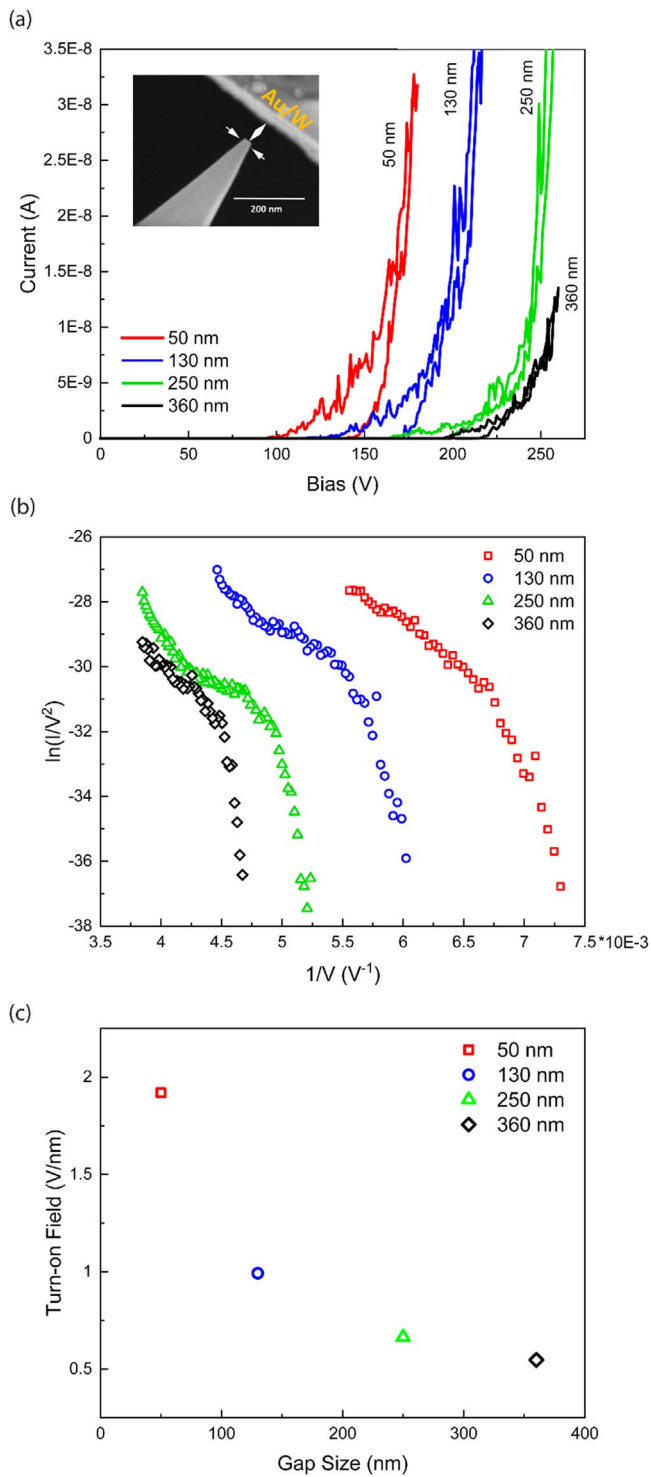 (a)
3.5E-8
3E-8
2.5E-8
2E-8
1.5E-8
1E-8
5E-9
0
Current (A)
Au/W
200 nm
50 nm
130 nm
250 nm
360 nm
50 nm
130 nm
250 nm
360 nm
0 50 100 150 200 250
Bias (V)
(b)
-26
-28
-30
-32
-34
-36
-38
ln(I/V²)
50 nm
130 nm
250 nm
360 nm
3.5 4 4.5 5 5.5 6 6.5 7 7.5 *10E-3
1/V (V⁻¹)
(c)
2
1.5
1
0.5
Turn-on Field (V/nm)
50 nm
130 nm
250 nm
360 nm
0 100 200 300 400
Gap Size (nm)